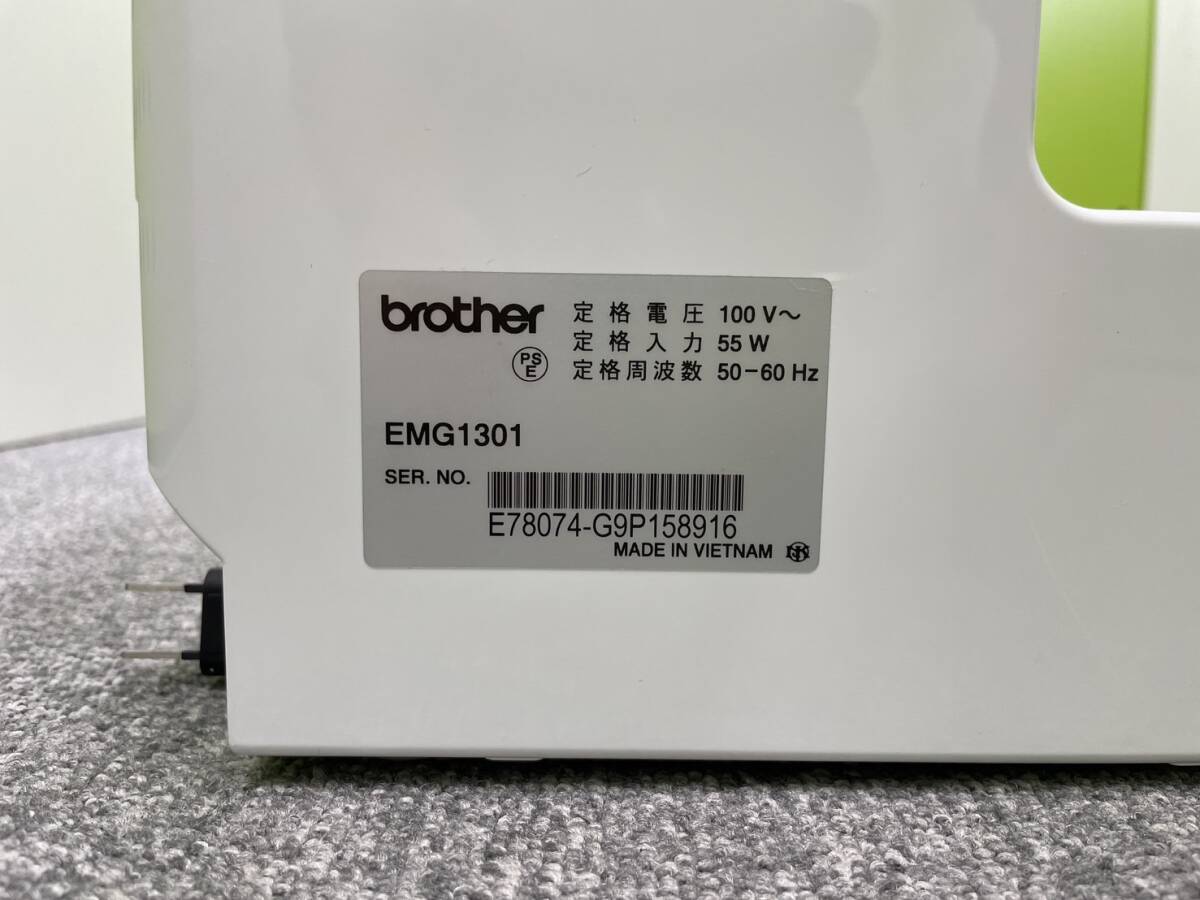 brother
定格電圧 100 V～
定格入力 55 W
PS
E
定格周波数 50-60 Hz
EMG1301
SER. NO.
E78074-G9P158916
MADE IN VIETNAM